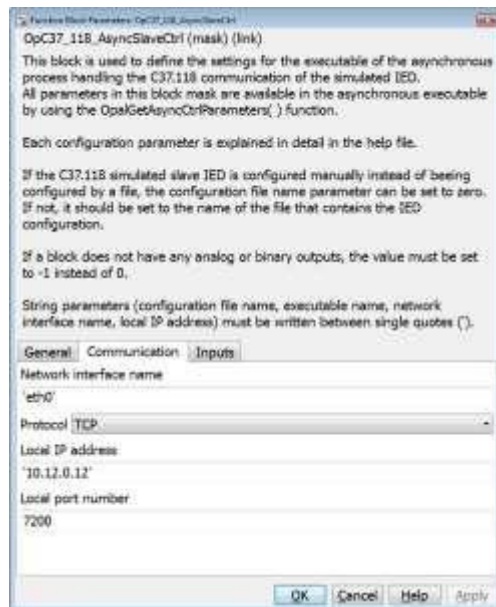 Function Block Parameters: OpC37_118_AsyncSlaveCtrl
OpC37_118_AsyncSlaveCtrl (mask) (link)
This block is used to define the settings for the executable of the asynchronous
process handling the C37.118 communication of the simulated IED.
All parameters in this block mask are available in the asynchronous executable
by using the OpalGetAsyncCtrlParameters( ) function.
Each configuration parameter is explained in detail in the help file.
If the C37.118 simulated slave IED is configured manually instead of beeing
configured by a file, the configuration file name parameter can be set to zero.
If not, it should be set to the name of the file that contains the IED
configuration.
If a block does not have any analog or binary outputs, the value must be set
to -1 instead of 0.
String parameters (configuration file name, executable name, network
interface name, local IP address) must be written between single quotes (').
General Communication Inputs
Network interface name
'eth0'
Protocol TCP
Local IP address
'10.12.0.12'
Local port number
7200
OK Cancel Help Apply